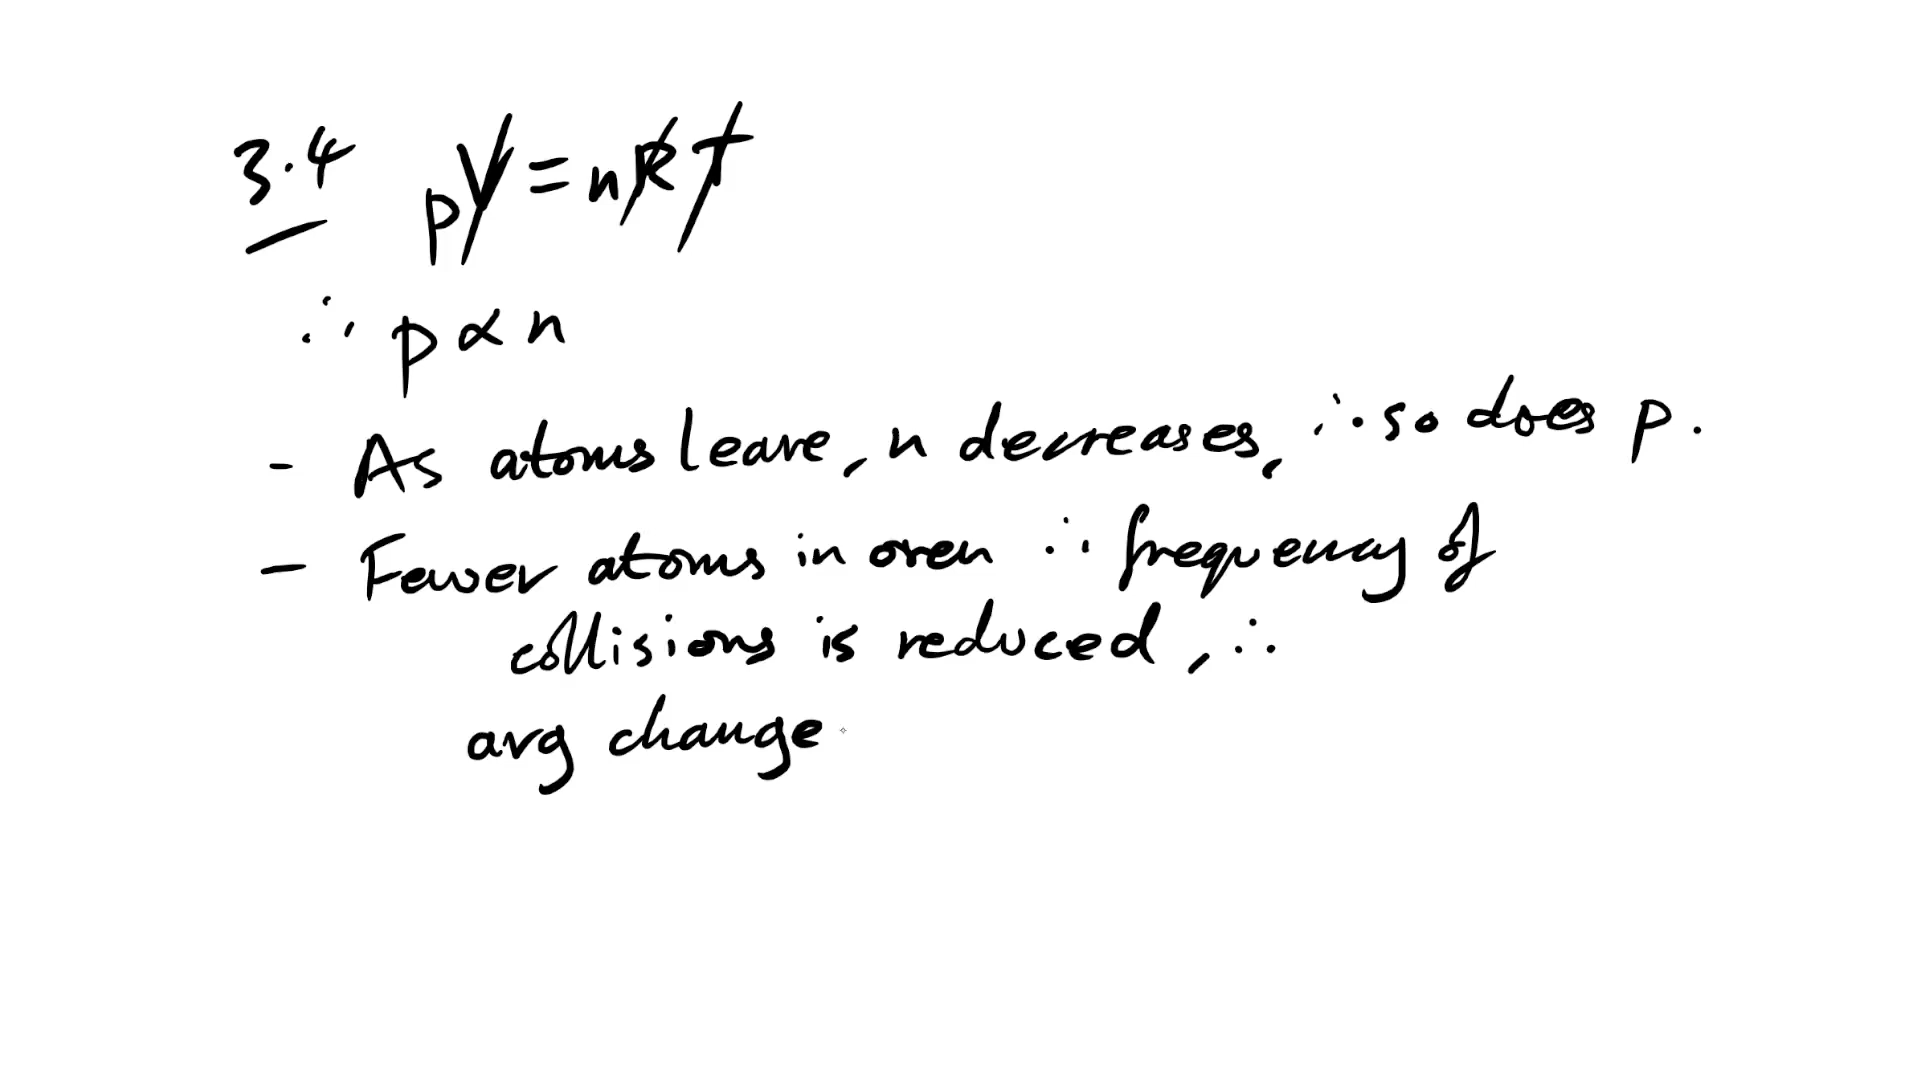 3.4 pV = nRT
∴ p ∝ n
- As atoms leave, n decreases, ∴ so does p.
- Fewer atoms in oven ∴ frequency of
collisions is reduced, ∴
avg change